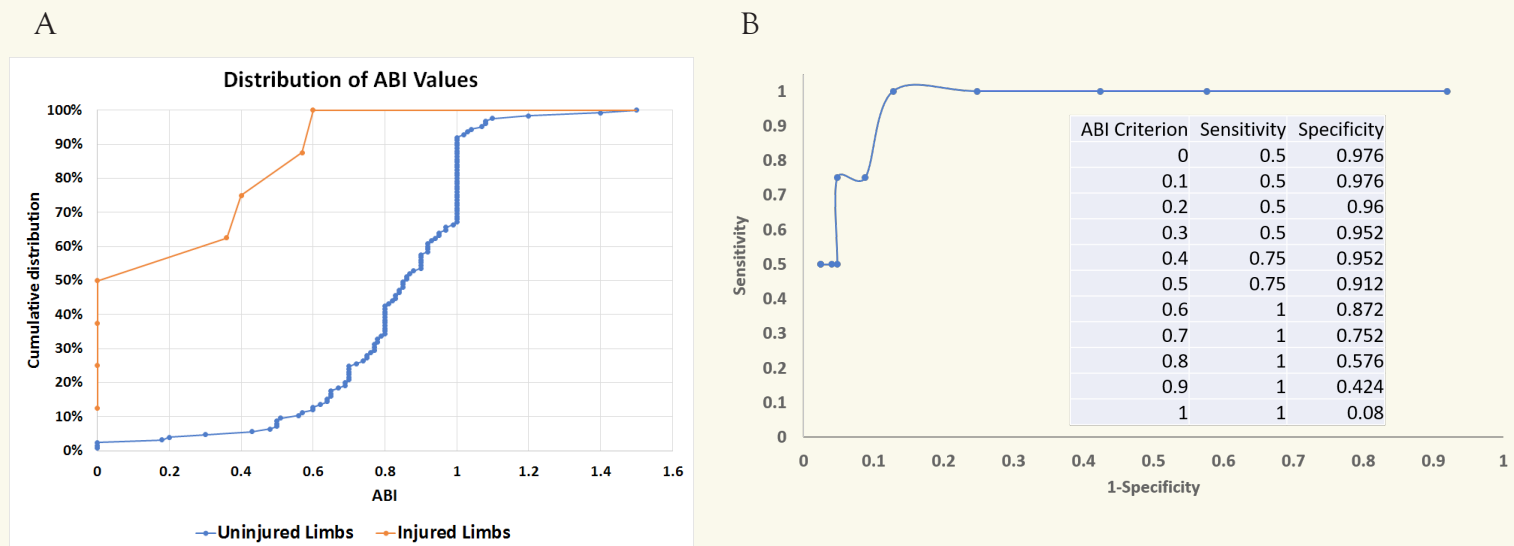 A
Distribution of ABI Values
100%
90%
80%
70%
60%
50%
40%
30%
20%
10%
0%
Cumulative distribution
0 0.2 0.4 0.6 0.8 1 1.2 1.4 1.6
ABI
Uninjured Limbs Injured Limbs
B
1
0.9
0.8
0.7
0.6
0.5
0.4
0.3
0.2
0.1
0
Sensitivity
ABI Criterion Sensitivity Specificity
0 0.5 0.976
0.1 0.5 0.976
0.2 0.5 0.96
0.3 0.5 0.952
0.4 0.75 0.952
0.5 0.75 0.912
0.6 1 0.872
0.7 1 0.752
0.8 1 0.576
0.9 1 0.424
1 1 0.08
0 0.1 0.2 0.3 0.4 0.5 0.6 0.7 0.8 0.9 1
1-Specificity